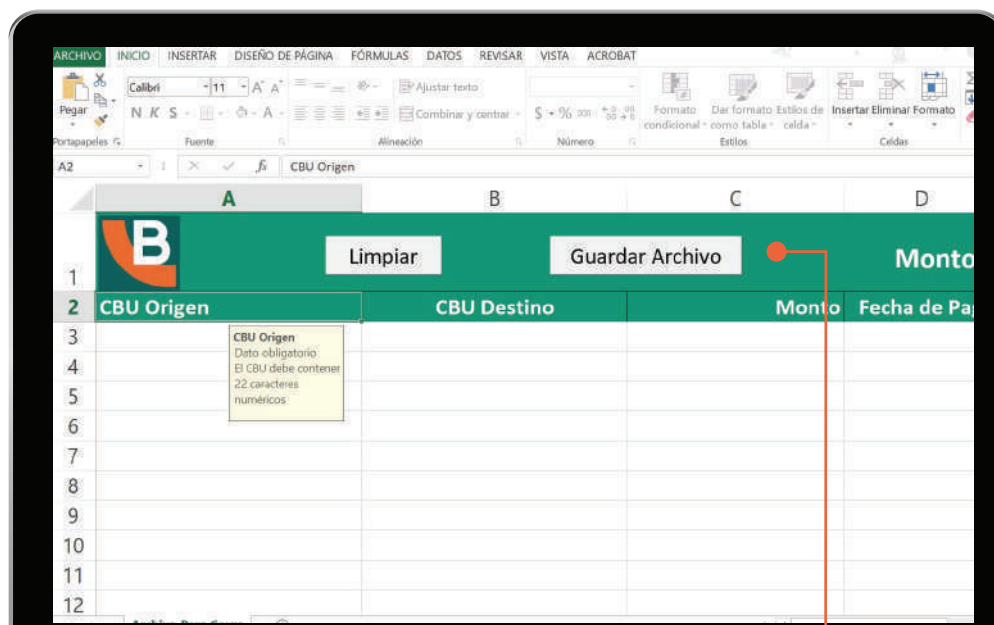 ARCHIVO INICIO INSERTAR DISEÑO DE PÁGINA FÓRMULAS DATOS REVISAR VISTA ACROBAT
Pegar
Calibri 11 A A
Ajustar texto
N K S A
Combinar y centrar
$ % 000
Formato condicional
Dar formato como tabla
Estilos de celda
Insertar Eliminar Formato
Portapapeles Fuente Alineación Número Estilos Celdas
A2 fx CBU Origen
A B C D
B
Limpiar Guardar Archivo Monto
1
2 CBU Origen CBU Destino Monto Fecha de Pa
3
CBU Origen
Dato obligatorio
El CBU debe contener
22 caracteres
numéricos
4
5
6
7
8
9
10
11
12